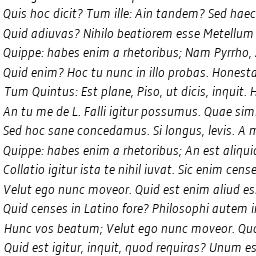 Quis hoc dicit? Tum ille: Ain tandem? Sed haec
Quid adiuvas? Nihilo beatiorem esse Metellum
Quippe: habes enim a rhetoribus; Nam Pyrrho,
Quid enim? Hoc tu nunc in illo probas. Honesta
Tum Quintus: Est plane, Piso, ut dicis, inquit.
An tu me de L. Falli igitur possumus. Quae sim
Sed hoc sane concedamus. Si longus, levis. A
Quippe: habes enim a rhetoribus; An est aliqui
Collatio igitur ista te nihil iuvat. Sic enim cense
Velut ego nunc moveor. Quid est enim aliud es
Quid censes in Latino fore? Philosophi autem i
Hunc vos beatum; Velut ego nunc moveor. Quo
Quid est igitur, inquit, quod requiras? Unum es